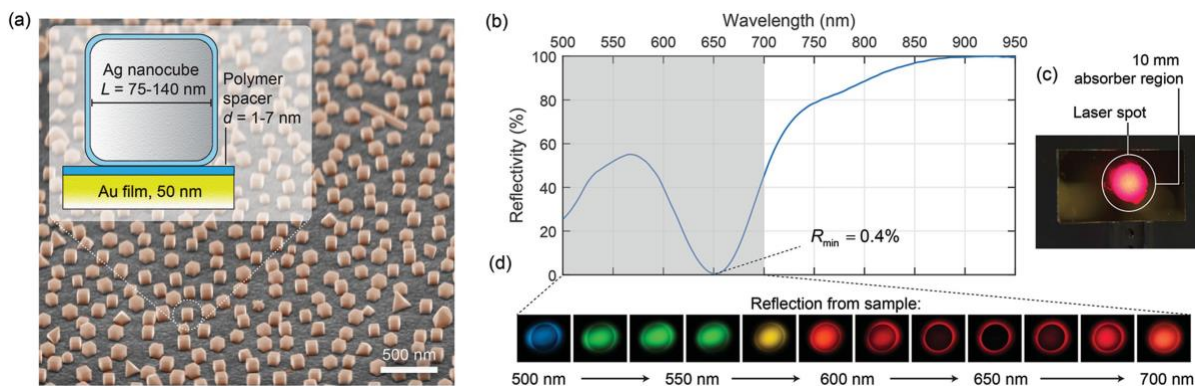 (a)
Ag nanocube
L = 75-140 nm
Polymer
spacer
d = 1-7 nm
Au film, 50 nm
500 nm
(b)
Wavelength (nm)
500 550 600 650 700 750 800 850 900 950
Reflectivity (%)
100
80
60
40
20
0
Rmin = 0.4%
(c)
10 mm
absorber region
Laser spot
(d)
Reflection from sample:
500 nm 550 nm 600 nm 650 nm 700 nm